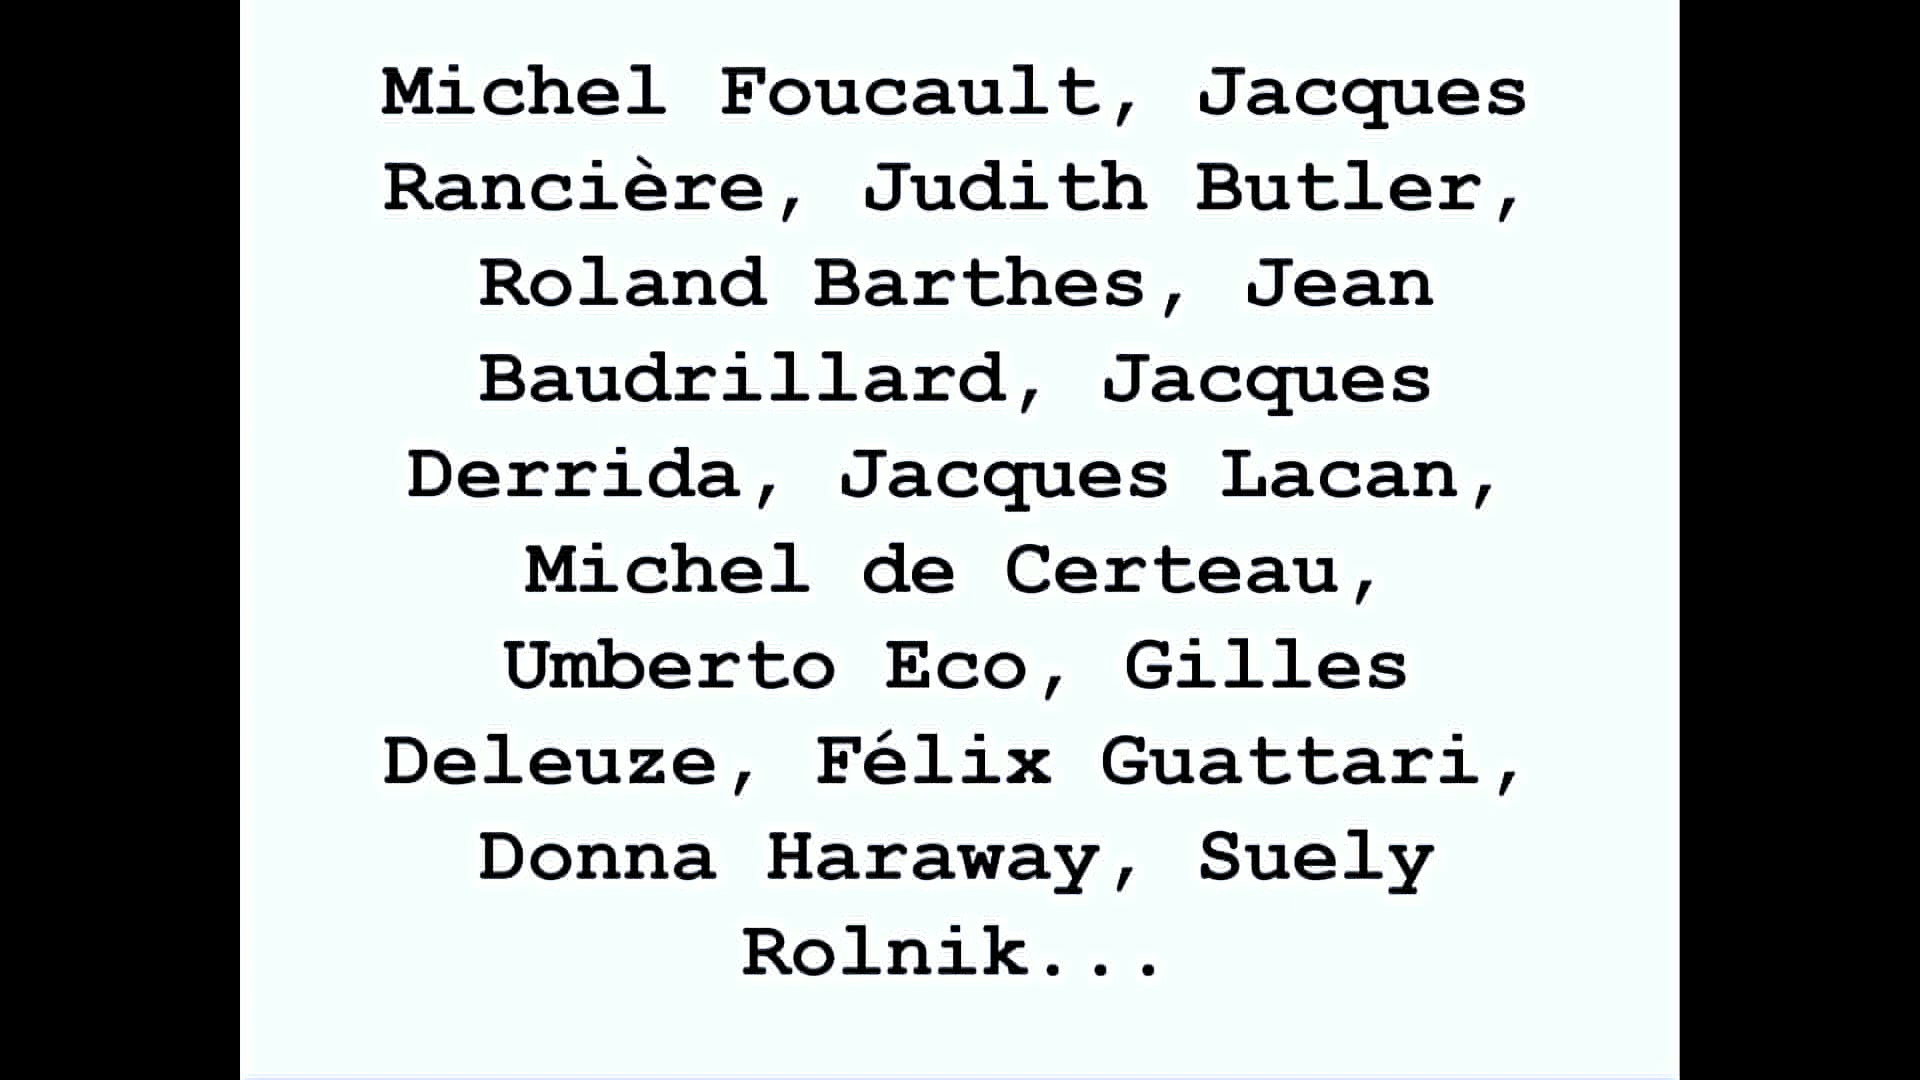 Michel Foucault, Jacques
Rancière, Judith Butler,
Roland Barthes, Jean
Baudrillard, Jacques
Derrida, Jacques Lacan,
Michel de Certeau,
Umberto Eco, Gilles
Deleuze, Félix Guattari,
Donna Haraway, Suely
Rolnik...